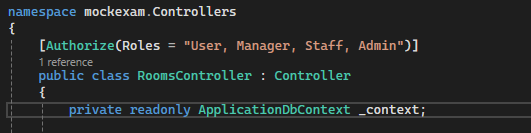 namespace mockexam.Controllers
{
[Authorize(Roles = "User, Manager, Staff, Admin")]
1 reference
public class RoomsController : Controller
{
private readonly ApplicationDbContext _context;